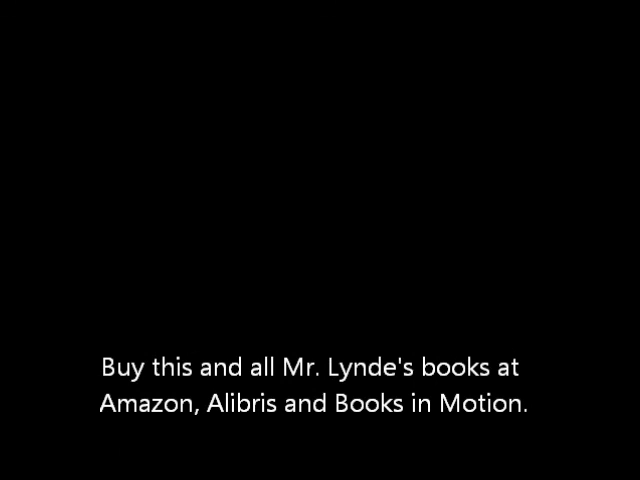 Buy this and all Mr. Lynde's books at
Amazon, Alibris and Books in Motion.